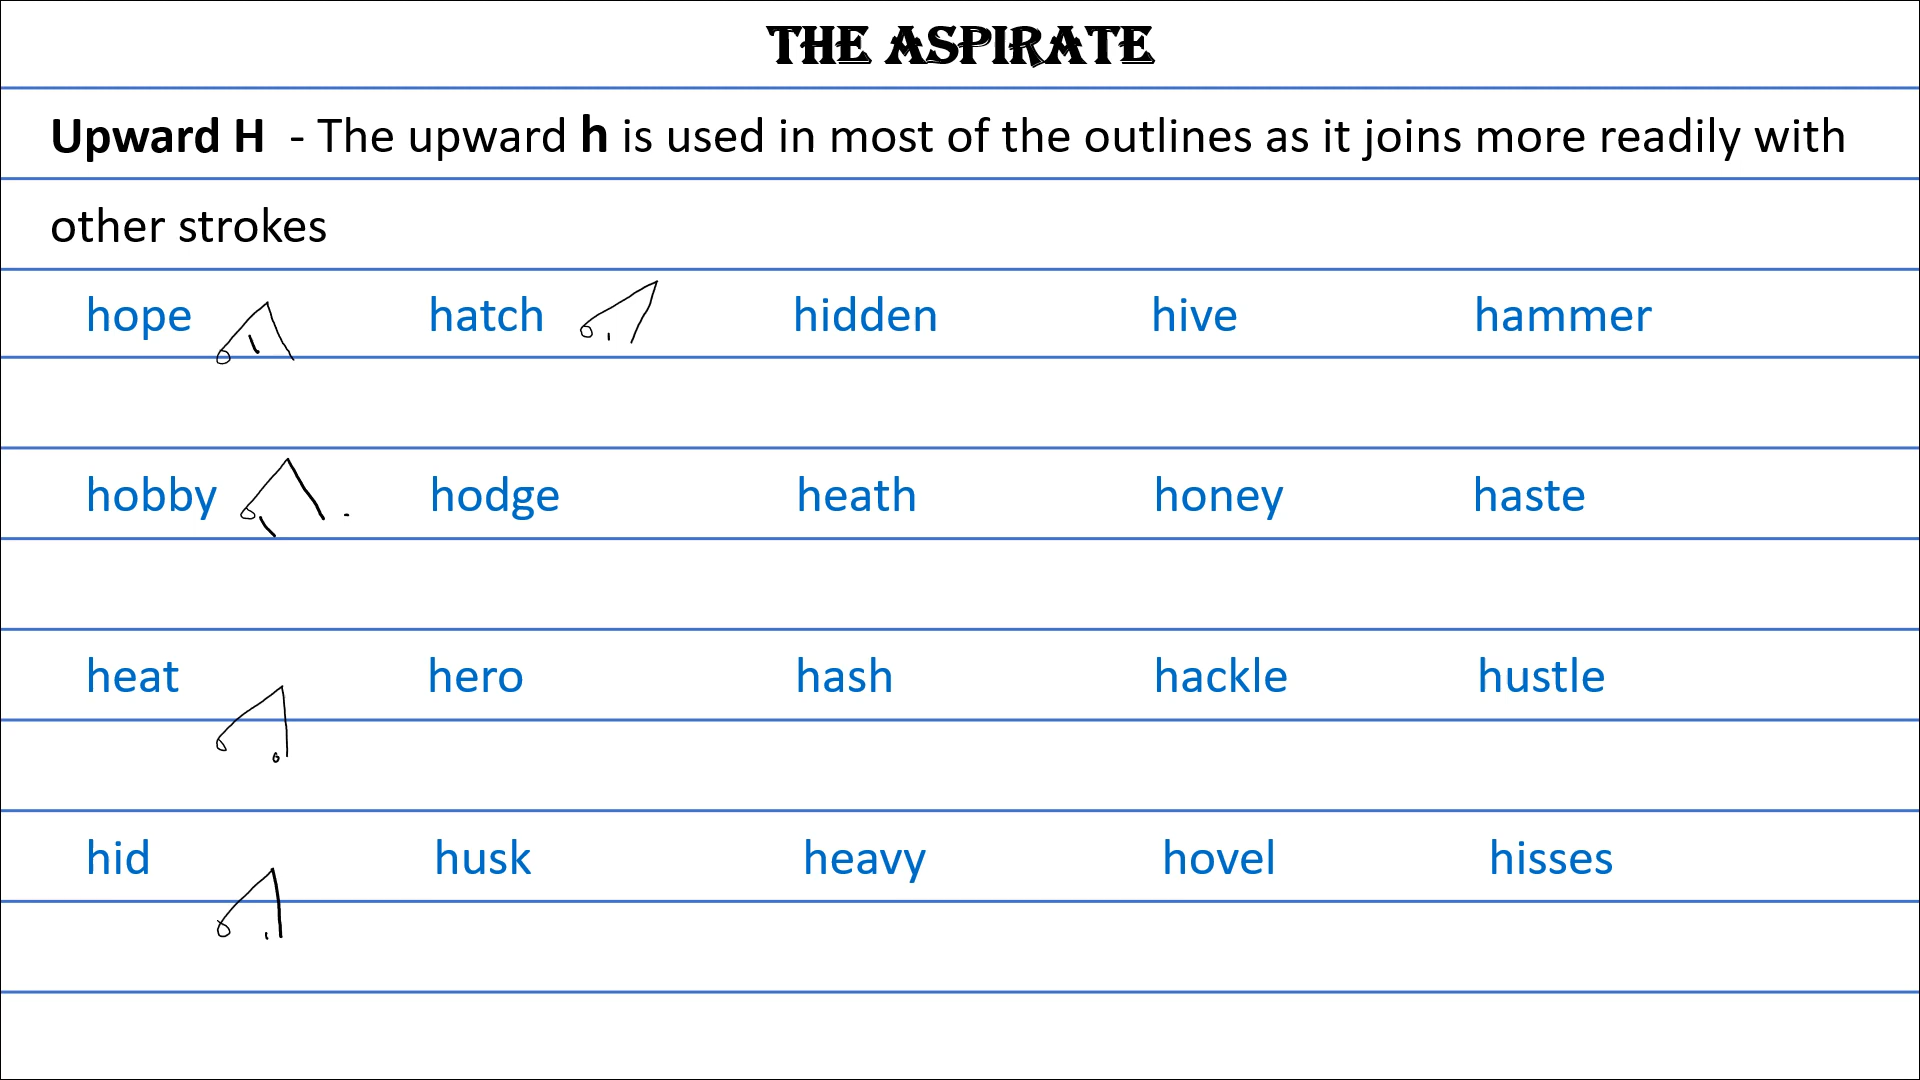 THE ASPIRATE
Upward H - The upward h is used in most of the outlines as it joins more readily with
other strokes
hope hatch hidden hive hammer
hobby hodge heath honey haste
heat hero hash hackle hustle
hid husk heavy hovel hisses